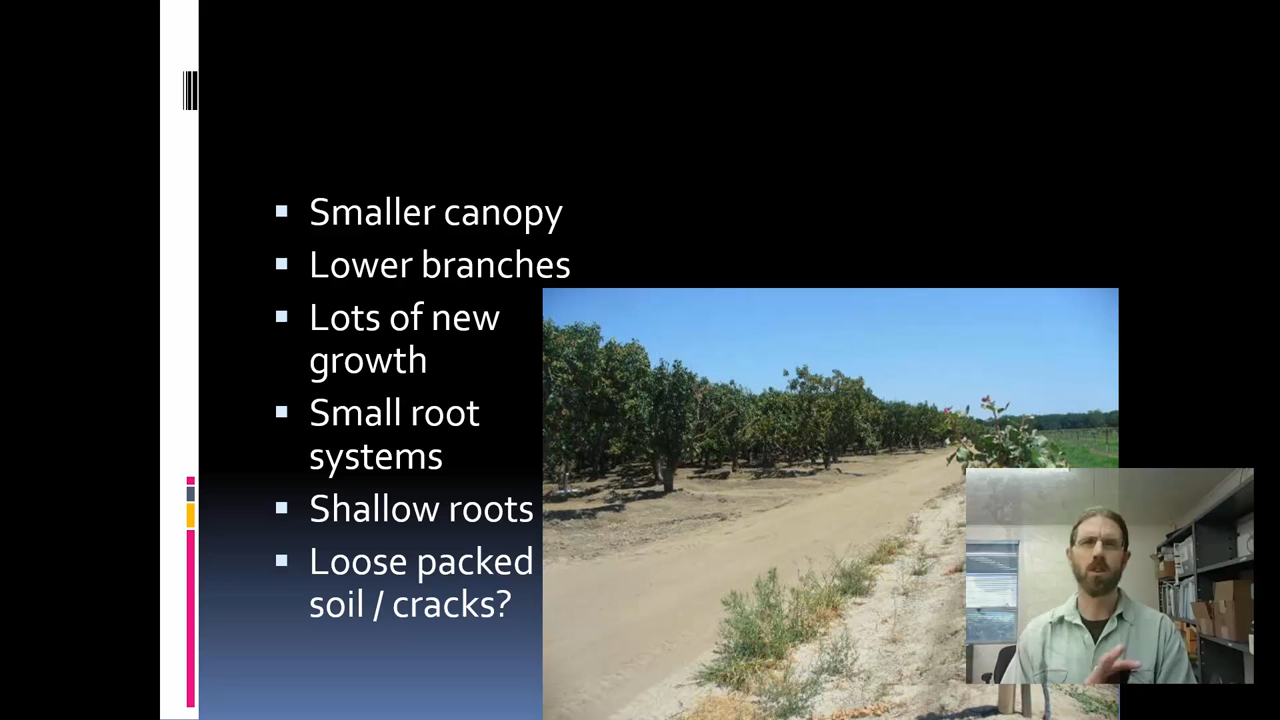 Smaller canopy
Lower branches
Lots of new
growth
Small root
systems
Shallow roots
Loose packed
soil / cracks?